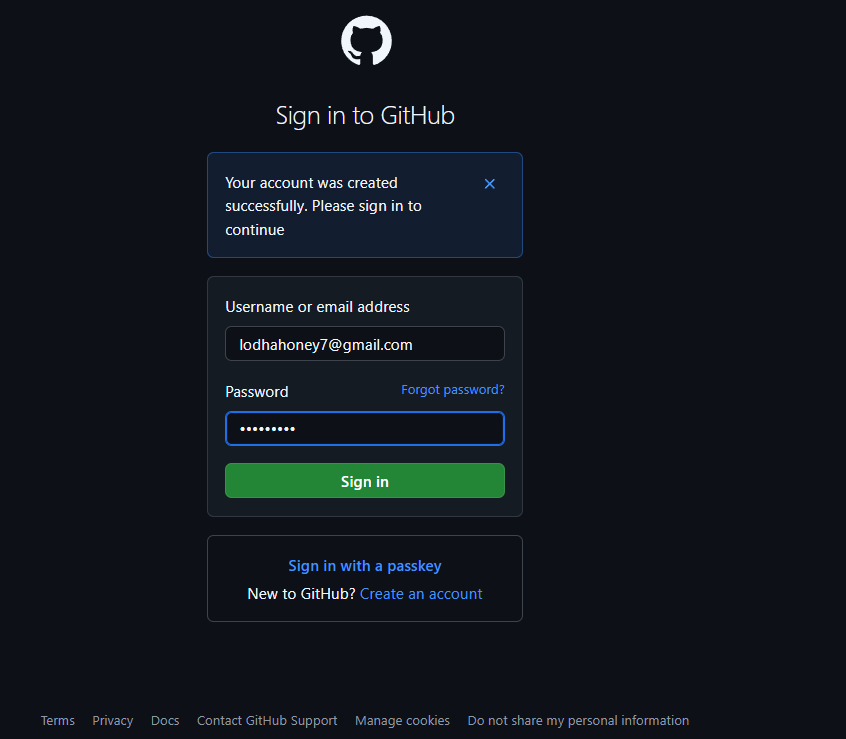 Sign in to GitHub
Your account was created
successfully. Please sign in to
continue
Username or email address
lodhahoney7@gmail.com
Password Forgot password?
•••••••••
Sign in
Sign in with a passkey
New to GitHub? Create an account
Terms Privacy Docs Contact GitHub Support Manage cookies Do not share my personal information